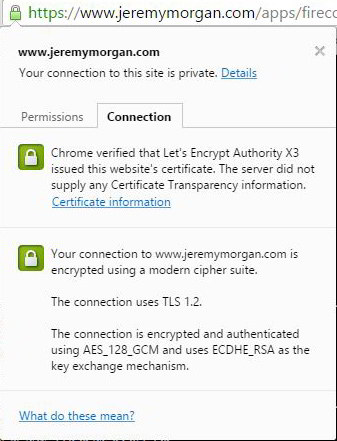 https://www.jeremymorgan.com/apps/fireco
www.jeremymorgan.com
Your connection to this site is private. Details
Permissions
Connection
Chrome verified that Let's Encrypt Authority X3
issued this website's certificate. The server did not
supply any Certificate Transparency information.
Certificate information
Your connection to www.jeremymorgan.com is
encrypted using a modern cipher suite.
The connection uses TLS 1.2.
The connection is encrypted and authenticated
using AES_128_GCM and uses ECDHE_RSA as the
key exchange mechanism.
What do these mean?